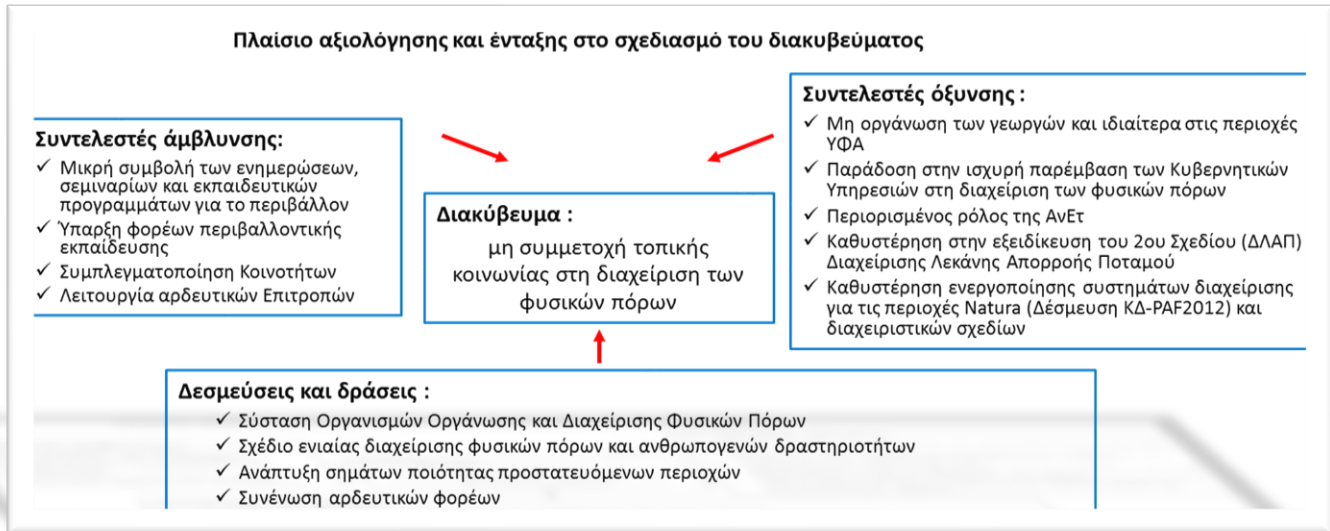 Πλαίσιο αξιολόγησης και ένταξης στο σχεδιασμό του διακυβεύματος
Συντελεστές άμβλυνσης:
✓ Μικρή συμβολή των ενημερώσεων,
σεμιναρίων και εκπαιδευτικών
προγραμμάτων για το περιβάλλον
✓ Ύπαρξη φορέων περιβαλλοντικής
εκπαίδευσης
✓ Συμπλεγματοποίηση Κοινοτήτων
✓ Λειτουργία αρδευτικών Επιτροπών
Διακύβευμα :
μη συμμετοχή τοπικής
κοινωνίας στη διαχείριση των
φυσικών πόρων
Συντελεστές όξυνσης :
✓ Μη οργάνωση των γεωργών και ιδιαίτερα στις περιοχές
ΥΦΑ
✓ Παράδοση στην ισχυρή παρέμβαση των Κυβερνητικών
Υπηρεσιών στη διαχείριση των φυσικών πόρων
✓ Περιορισμένος ρόλος της ΑνΕτ
✓ Καθυστέρηση στην εξειδίκευση του 2ου Σχεδίου (ΔΛΑΠ)
Διαχείρισης Λεκάνης Απορροής Ποταμού
✓ Καθυστέρηση ενεργοποίησης συστημάτων διαχείρισης
για τις περιοχές Natura (Δέσμευση ΚΔ-PAF2012) και
διαχειριστικών σχεδίων
Δεσμεύσεις και δράσεις :
✓ Σύσταση Οργανισμών Οργάνωσης και Διαχείρισης Φυσικών Πόρων
✓ Σχέδιο ενιαίας διαχείρισης φυσικών πόρων και ανθρωπογενών δραστηριοτήτων
✓ Ανάπτυξη σημάτων ποιότητας προστατευόμενων περιοχών
✓ Συνένωση αρδευτικών φορέων